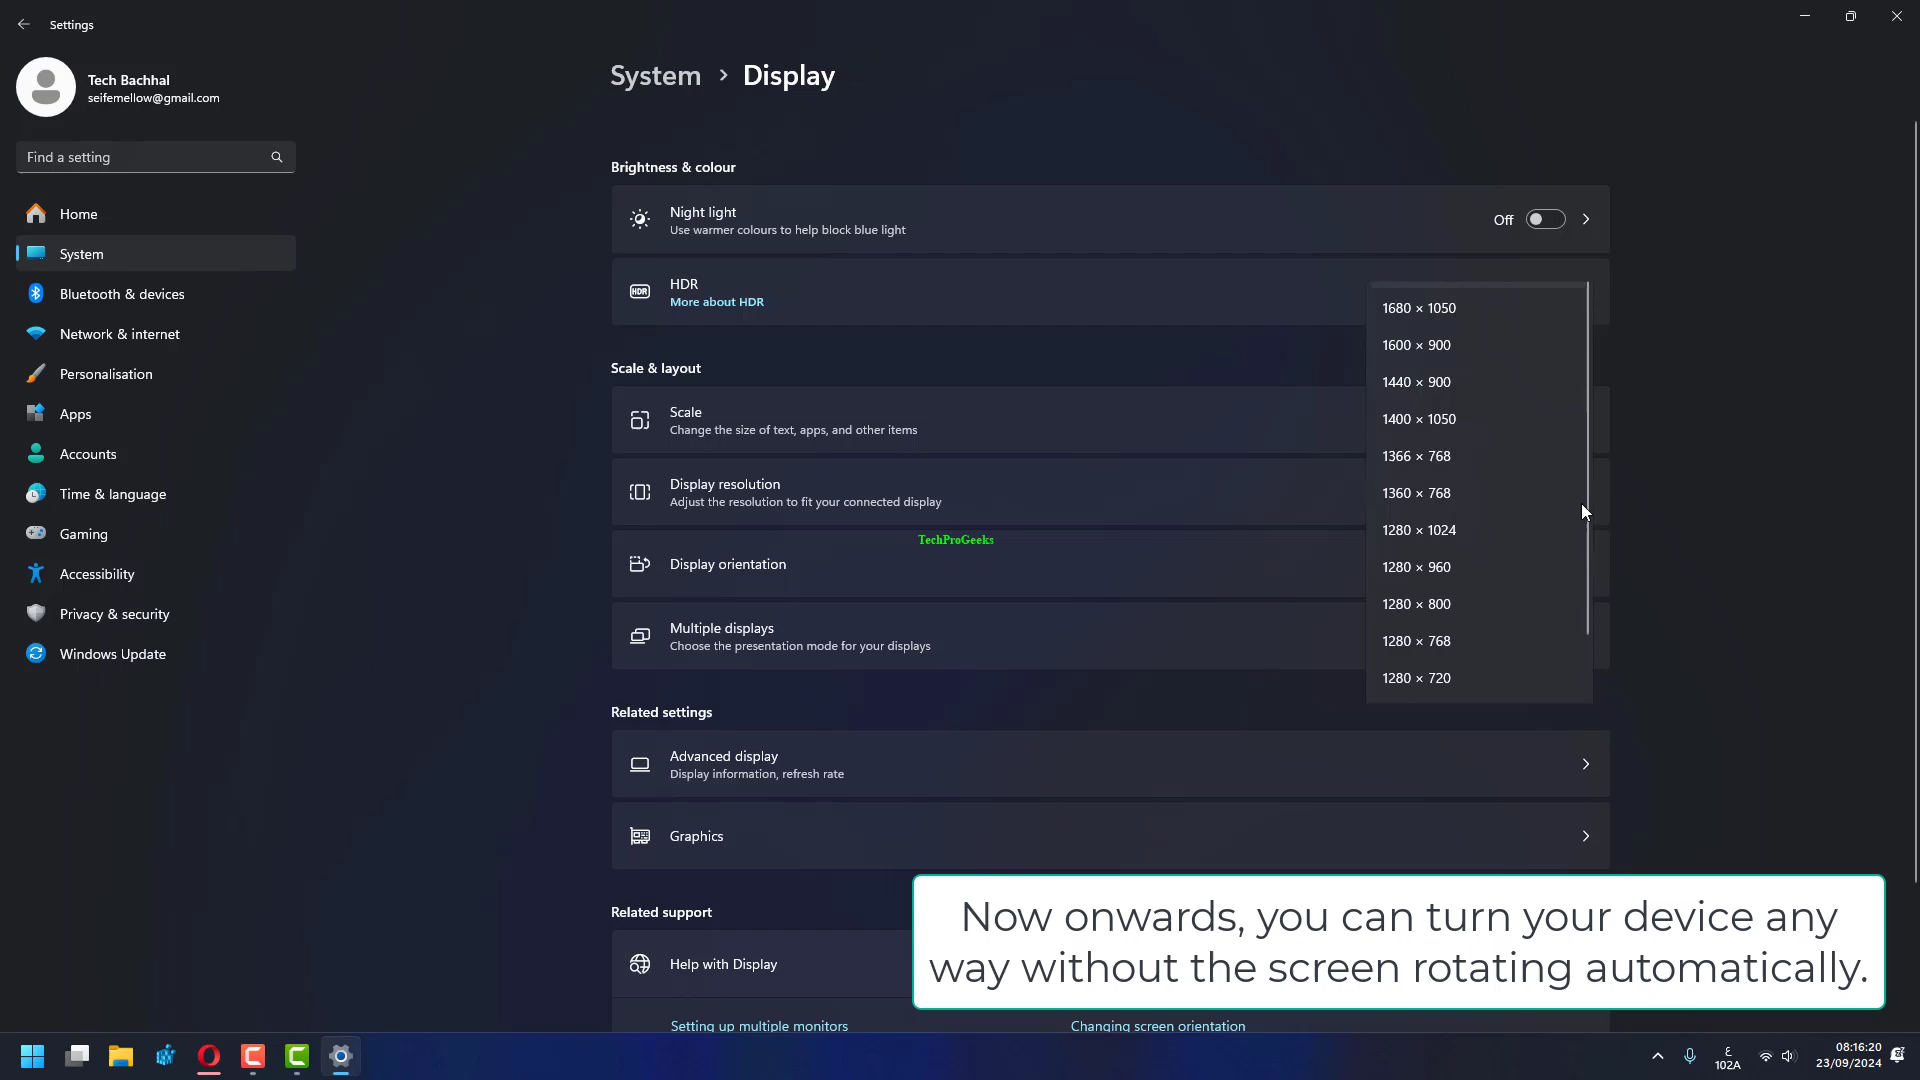 Settings
Tech Bachhal
seifemellow@gmail.com
Find a setting
Home
System
Bluetooth & devices
Network & internet
Personalisation
Apps
Accounts
Time & language
Gaming
Accessibility
Privacy & security
Windows Update
System > Display
Brightness & colour
Night light
Use warmer colours to help block blue light
Off
HDR
HDR
More about HDR
Scale & layout
Scale
Change the size of text, apps, and other items
Display resolution
Adjust the resolution to fit your connected display
TechProGeeks
Display orientation
Multiple displays
Choose the presentation mode for your displays
1680 × 1050
1600 × 900
1440 × 900
1400 × 1050
1366 × 768
1360 × 768
1280 × 1024
1280 × 960
1280 × 800
1280 × 768
1280 × 720
Related settings
Advanced display
Display information, refresh rate
Graphics
Related support
Help with Display
Setting up multiple monitors
Changing screen orientation
Now onwards, you can turn your device any
way without the screen rotating automatically.
ع
102A
08:16:20
23/09/2024